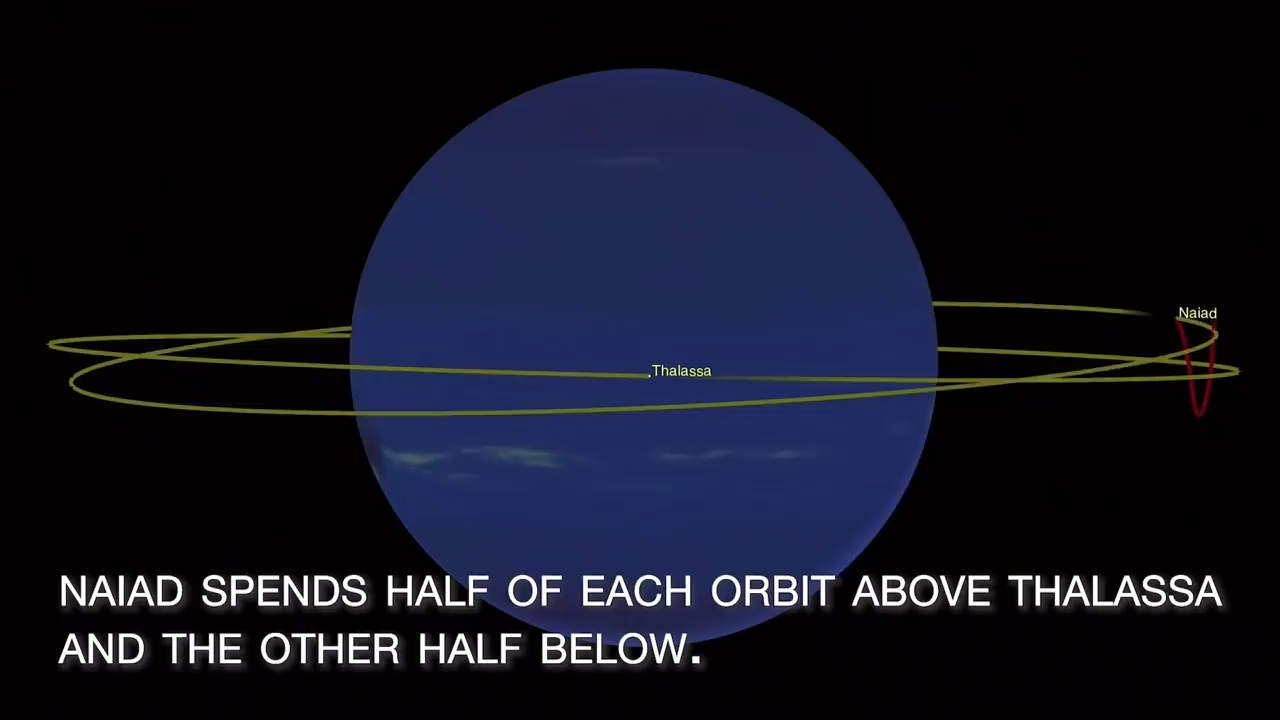 Naiad
Thalassa
NAIAD SPENDS HALF OF EACH ORBIT ABOVE THALASSA
AND THE OTHER HALF BELOW.